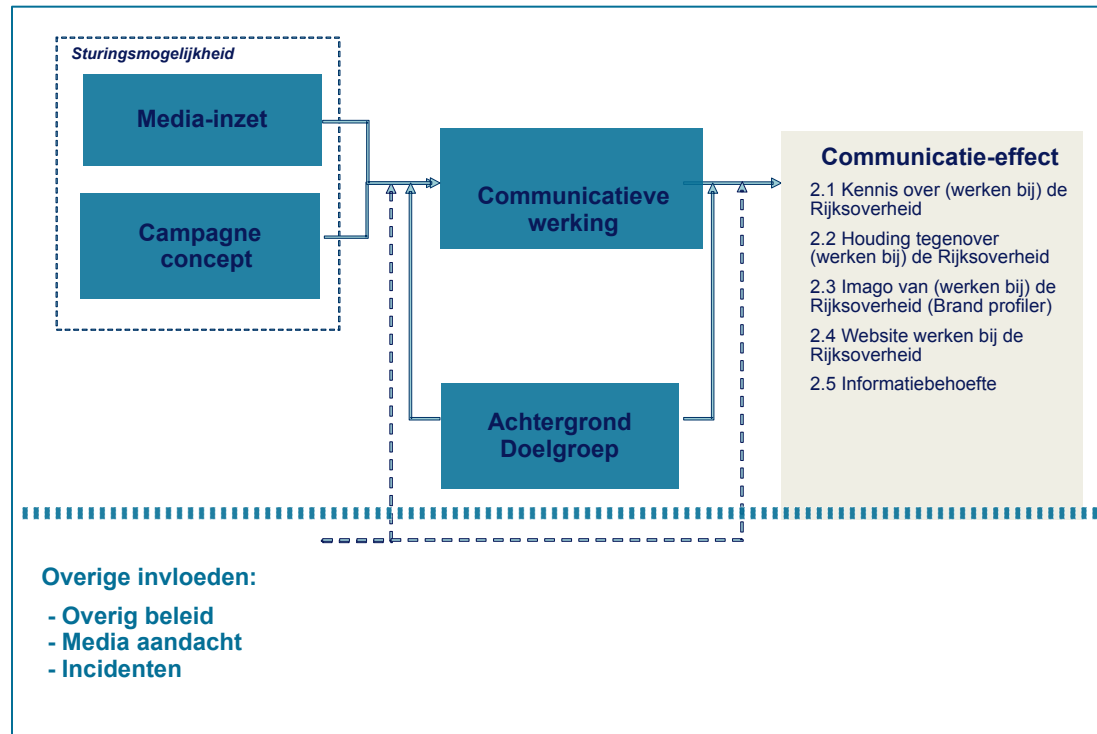 Sturingsmogelijkheid
Media-inzet
Campagne
concept
Communicatieve
werking
Achtergrond
Doelgroep
Communicatie-effect
2.1 Kennis over (werken bij) de
Rijksoverheid
2.2 Houding tegenover
(werken bij) de Rijksoverheid
2.3 Imago van (werken bij) de
Rijksoverheid (Brand profiler)
2.4 Website werken bij de
Rijksoverheid
2.5 Informatiebehoefte
Overige invloeden:
- Overig beleid
- Media aandacht
- Incidenten